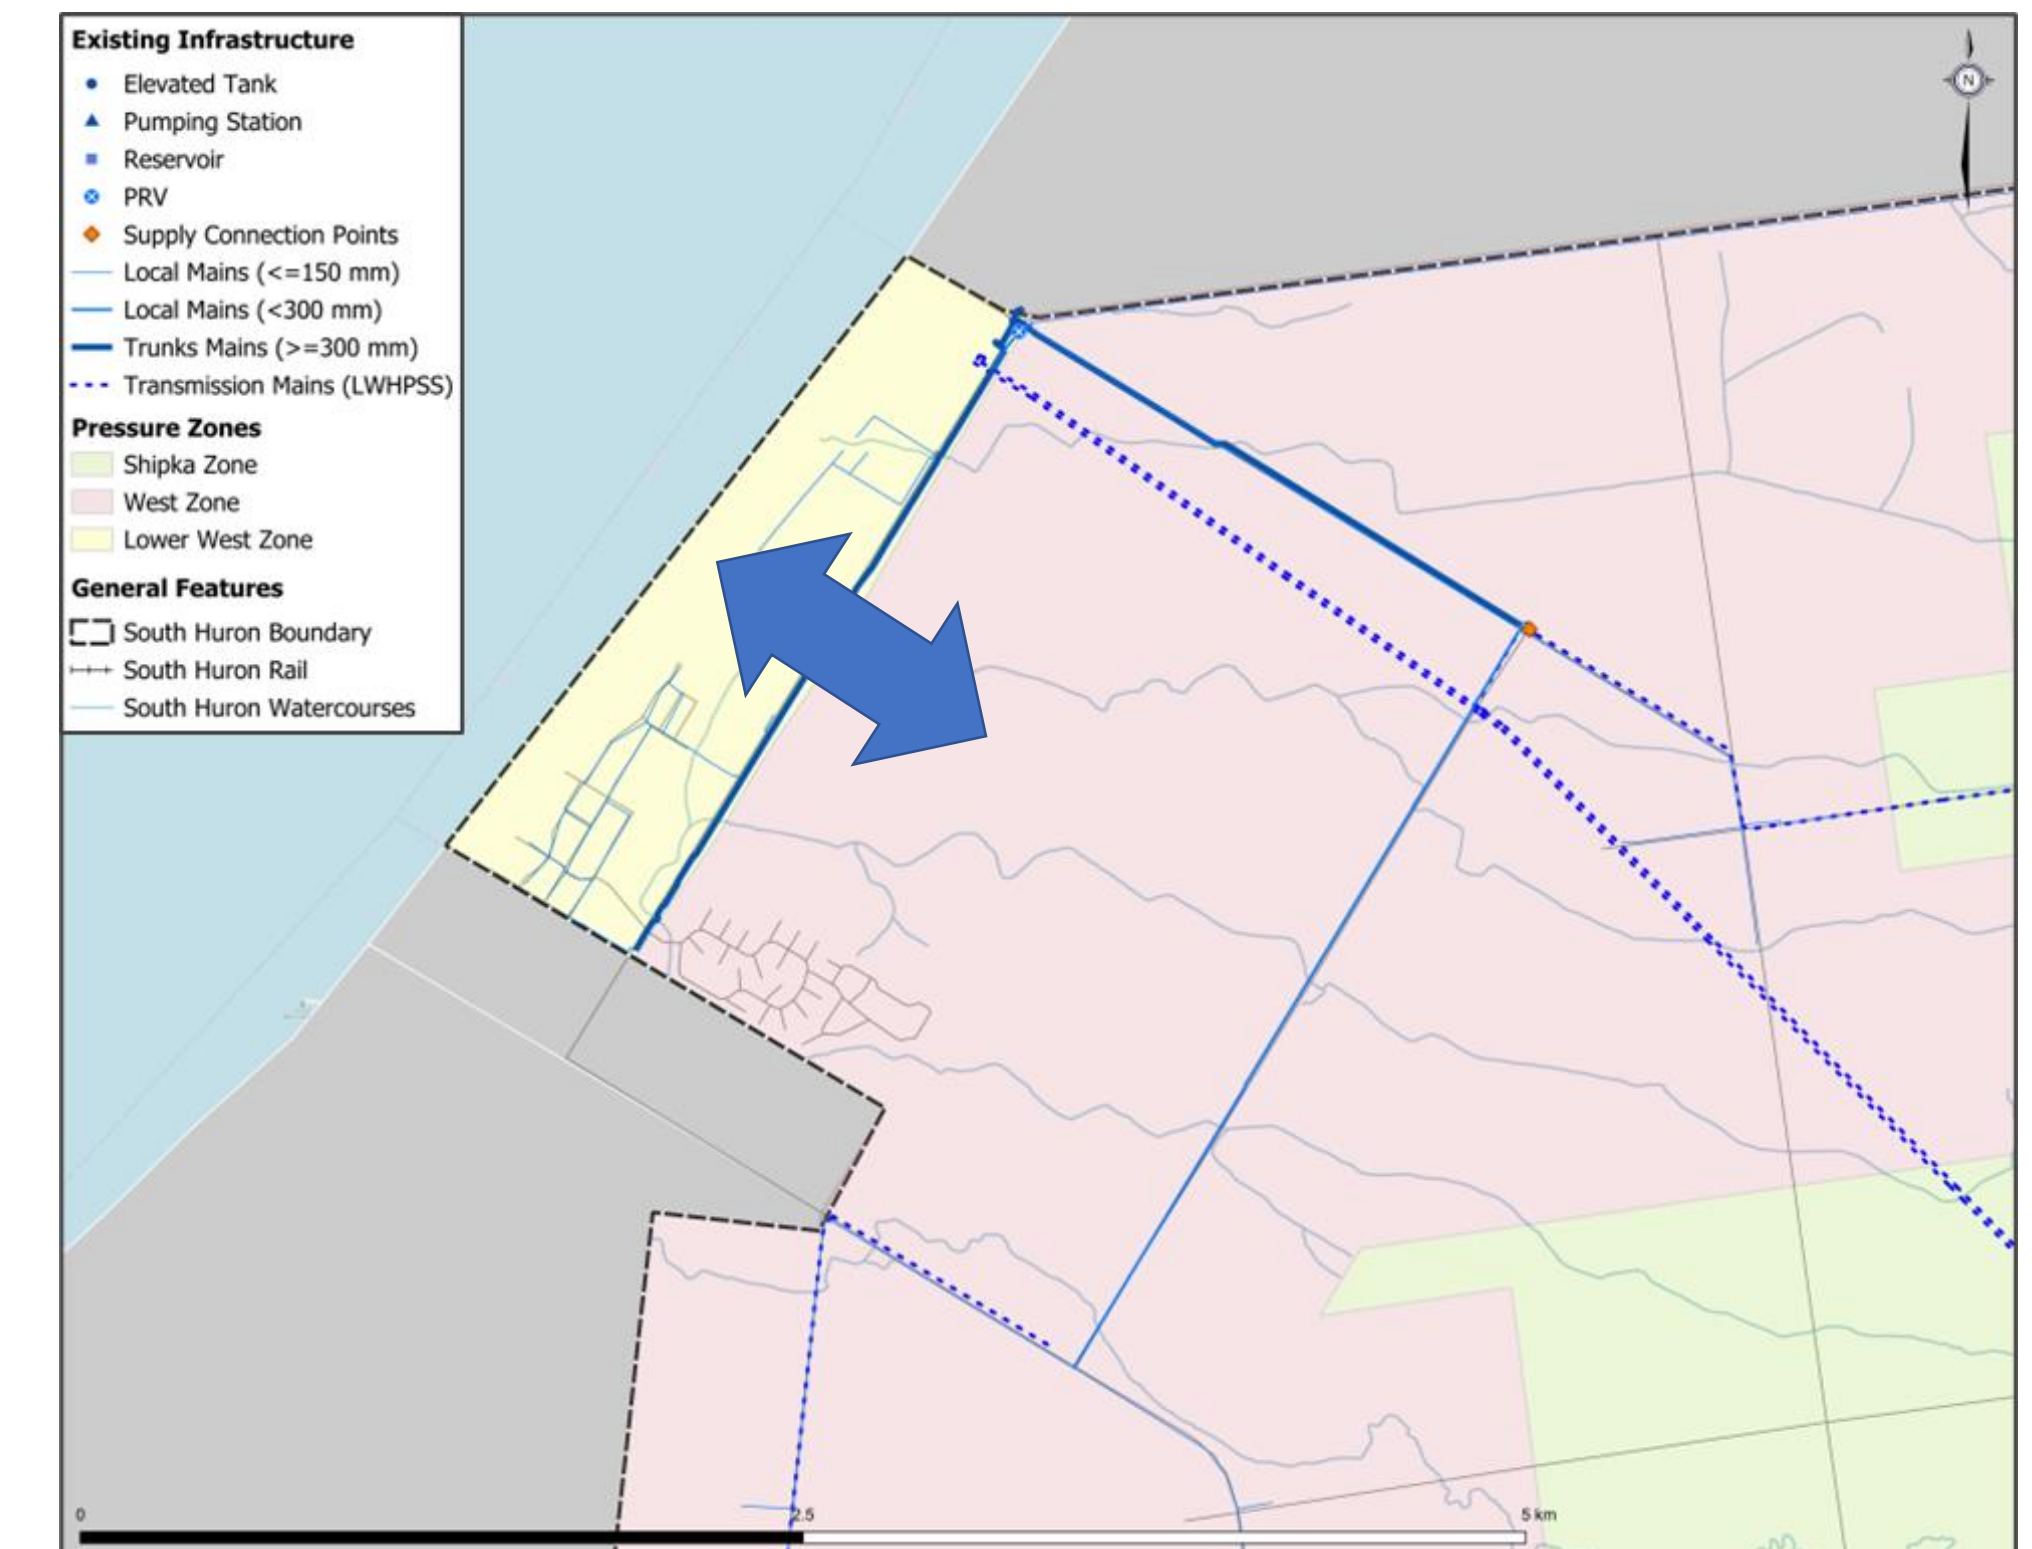 Existing Infrastructure
Elevated Tank
Pumping Station
Reservoir
PRV
Supply Connection Points
Local Mains (<=150 mm)
Local Mains (<300 mm)
Trunks Mains (>=300 mm)
Transmission Mains (LWHPSS)
Pressure Zones
Shipka Zone
West Zone
Lower West Zone
General Features
South Huron Boundary
South Huron Rail
South Huron Watercourses
N
0
2.5
5 km